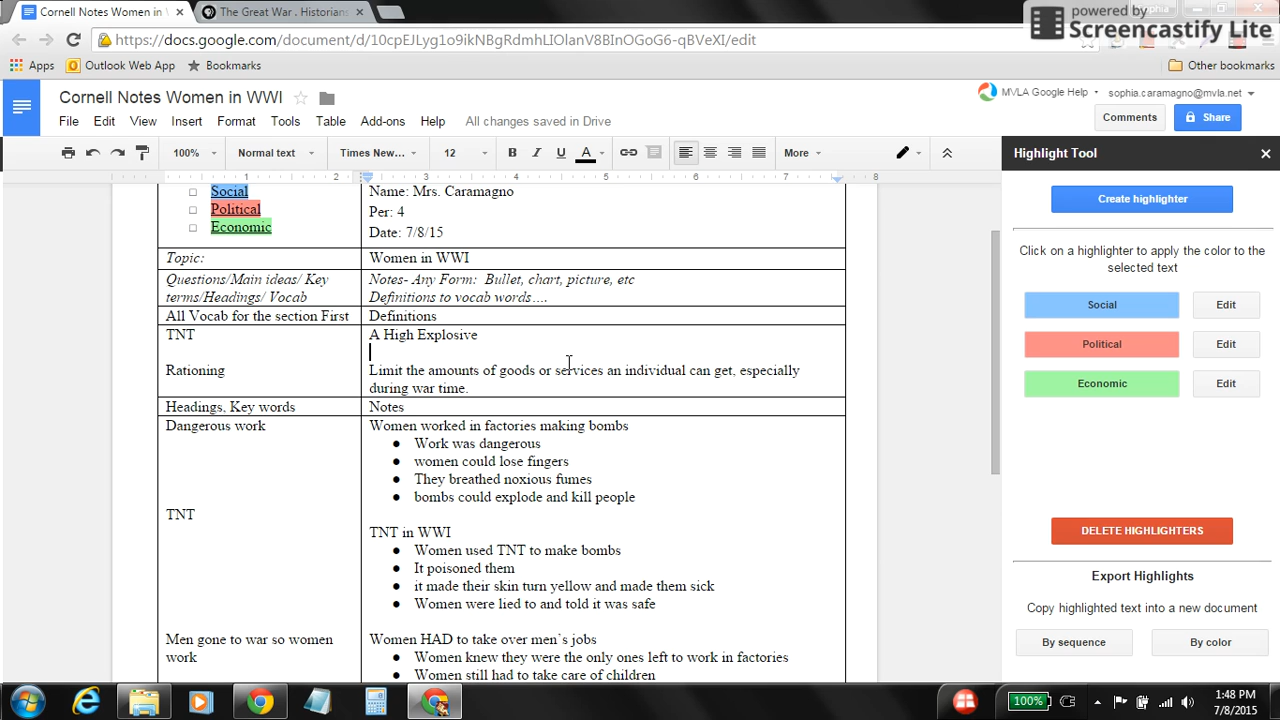 Cornell Notes Women in
The Great War . Historians
powered by
Screencastify Lite
Apps
Outlook Web App
Bookmarks
Other bookmarks
Cornell Notes Women in WWI
MVLA Google Help
sophia.caramagno@mvla.net
File Edit View Insert Format Tools Table Add-ons Help All changes saved in Drive
Comments
Share
100% Normal text Times New... 12 B I U A More
Highlight Tool
1 2 3 4 5 6 7 8
Social
Political
Economic
Name: Mrs. Caramagno
Per: 4
Date: 7/8/15
Topic:
Women in WWI
Questions/Main ideas/ Key
terms/Headings/ Vocab
Notes- Any Form: Bullet, chart, picture, etc
Definitions to vocab words….
All Vocab for the section First
Definitions
TNT
A High Explosive
Rationing
Limit the amounts of goods or services an individual can get, especially
during war time.
Headings, Key words
Notes
Dangerous work
Women worked in factories making bombs
● Work was dangerous
● women could lose fingers
● They breathed noxious fumes
● bombs could explode and kill people
TNT
TNT in WWI
● Women used TNT to make bombs
● It poisoned them
● it made their skin turn yellow and made them sick
● Women were lied to and told it was safe
Men gone to war so women
work
Women HAD to take over men`s jobs
● Women knew they were the only ones left to work in factories
● Women still had to take care of children
Create highlighter
Click on a highlighter to apply the color to the
selected text
Social Edit
Political Edit
Economic Edit
DELETE HIGHLIGHTERS
Export Highlights
Copy highlighted text into a new document
By sequence
By color
100%
1:48 PM
7/8/2015